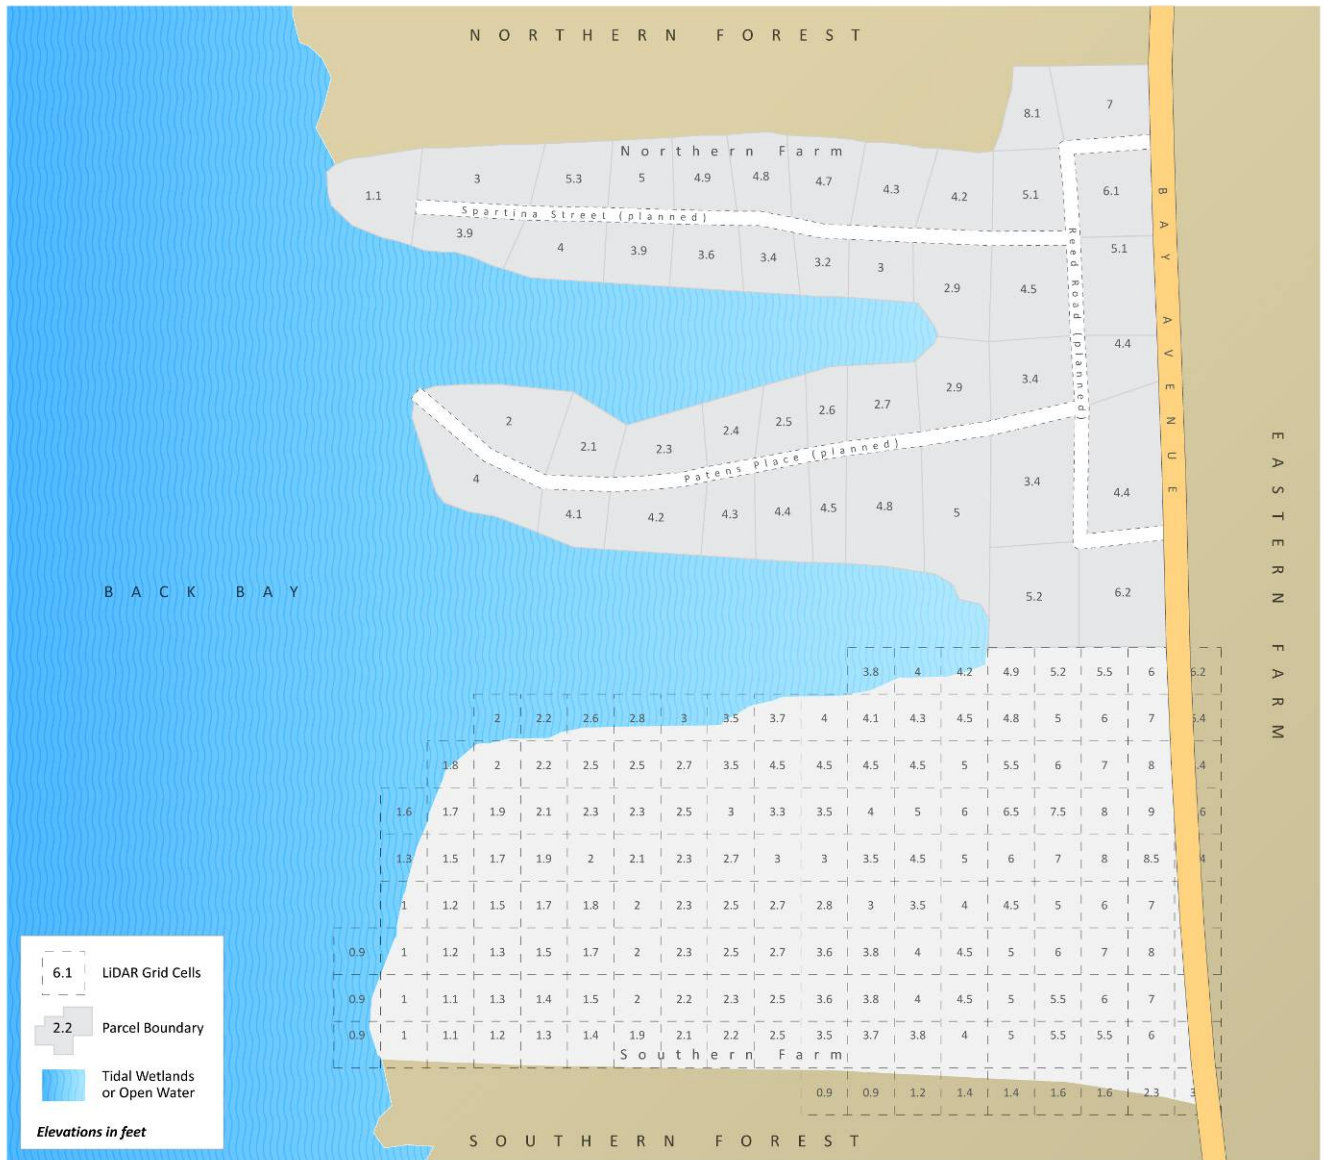 NORTHERN FOREST
8.1 7
Northern Farm
1.1 3 5.3 5 4.9 4.8 4.7 4.3 4.2 5.1 6.1
Spartina Street (planned)
3.9 4 3.9 3.6 3.4 3.2 3 2.9 4.5 5.1
Reed Road (planned)
BAY AVENUE
4.4
2 2.1 2.3 2.4 2.5 2.6 2.7 2.9 3.4
Patens Place (planned)
4 4.1 4.2 4.3 4.4 4.5 4.8 5 3.4 4.4
EASTERN FARM
BACK BAY
5.2 6.2
3.8 4 4.2 4.9 5.2 5.5 6 6.2
2 2.2 2.6 2.8 3 3.5 3.7 4 4.1 4.3 4.5 4.8 5 6 7 .4
1.8 2 2.2 2.5 2.5 2.7 3.5 4.5 4.5 4.5 4.5 5 5.5 6 7 8 .4
1.6 1.7 1.9 2.1 2.3 2.3 2.5 3 3.3 3.5 4 5 6 6.5 7.5 8 9 6
1.3 1.5 1.7 1.9 2 2.1 2.3 2.7 3 3 3.5 4.5 5 6 7 8 8.5 4
1 1.2 1.5 1.7 1.8 2 2.3 2.5 2.7 2.8 3 3.5 4 4.5 5 6 7
0.9 1 1.2 1.3 1.5 1.7 2 2.3 2.5 2.7 3.6 3.8 4 4.5 5 6 7 8
0.9 1 1.1 1.3 1.4 1.5 2 2.2 2.3 2.5 3.6 3.8 4 4.5 5 5.5 6 7
0.9 1 1.1 1.2 1.3 1.4 1.9 2.1 2.2 2.5 3.5 3.7 3.8 4 5 5.5 5.5 6
Southern Farm
0.9 0.9 1.2 1.4 1.4 1.6 1.6 2.3 3
SOUTHERN FOREST
6.1 LiDAR Grid Cells
2.2 Parcel Boundary
Tidal Wetlands
or Open Water
Elevations in feet